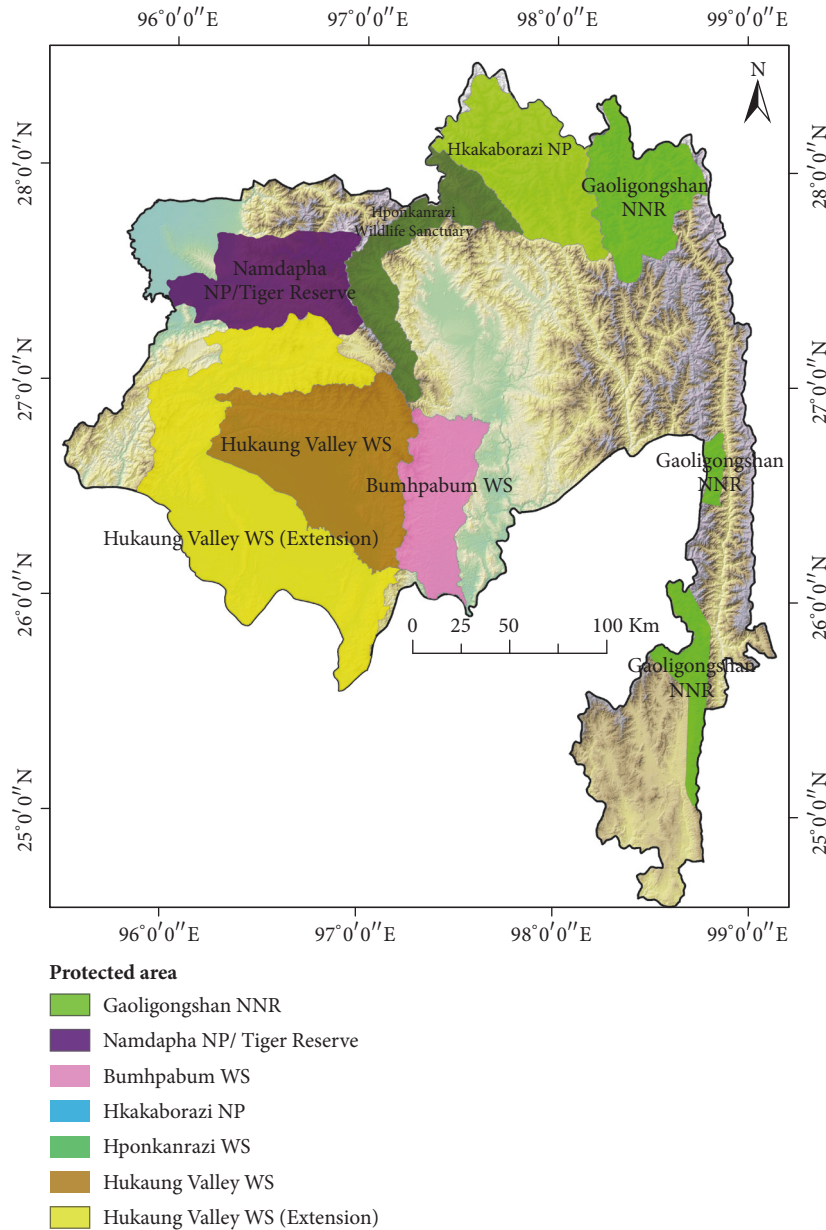 96°0′0″E 97°0′0″E 98°0′0″E 99°0′0″E
N
28°0′0″N
28°0′0″N
Hkakaborazi NP
Gaoligongshan
NNR
Hponkanrazi
Wildlife Sanctuary
Namdapha
NP/Tiger Reserve
27°0′0″N
27°0′0″N
Hukaung Valley WS
Gaoligongshan
NNR
Bumhpabum WS
Hukaung Valley WS (Extension)
26°0′0″N
26°0′0″N
0 25 50 100 Km
Gaoligongshan
NNR
25°0′0″N
25°0′0″N
96°0′0″E 97°0′0″E 98°0′0″E 99°0′0″E
Protected area
Gaoligongshan NNR
Namdapha NP/ Tiger Reserve
Bumhpabum WS
Hkakaborazi NP
Hponkanrazi WS
Hukaung Valley WS
Hukaung Valley WS (Extension)